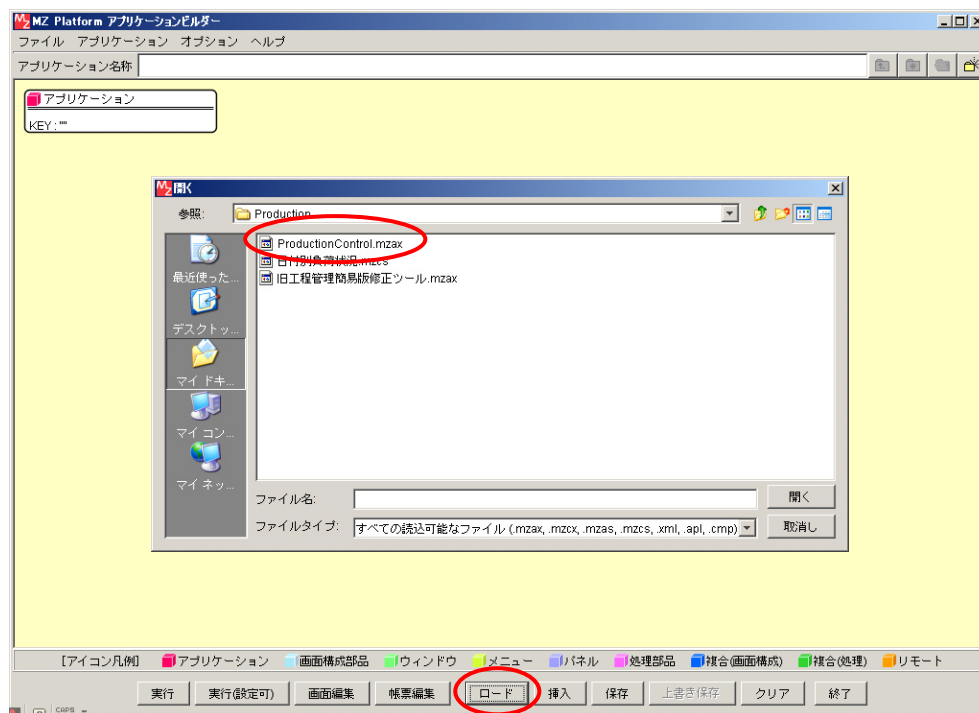 MZ Platform アプリケーションビルダー
ファイル アプリケーション オプション ヘルプ
アプリケーション名称
アプリケーション
KEY : ""
開く
参照: Production
ProductionControl.mzax
日付別負荷状況.mzcs
旧工程管理簡易版修正ツール.mzax
最近使った...
デスクトッ...
マイ ドキ...
マイ コン...
マイ ネッ...
ファイル名: 開く
ファイルタイプ: すべての読込可能なファイル (.mzax, .mzcx, .mzas, .mzcs, .xml, .apl, .cmp) 取消し
[アイコン凡例] アプリケーション 画面構成部品 ウィンドウ メニュー パネル 処理部品 複合(画面構成) 複合(処理) リモート
実行 実行(設定可) 画面編集 帳票編集 ロード 挿入 保存 上書き保存 クリア 終了
CAPS